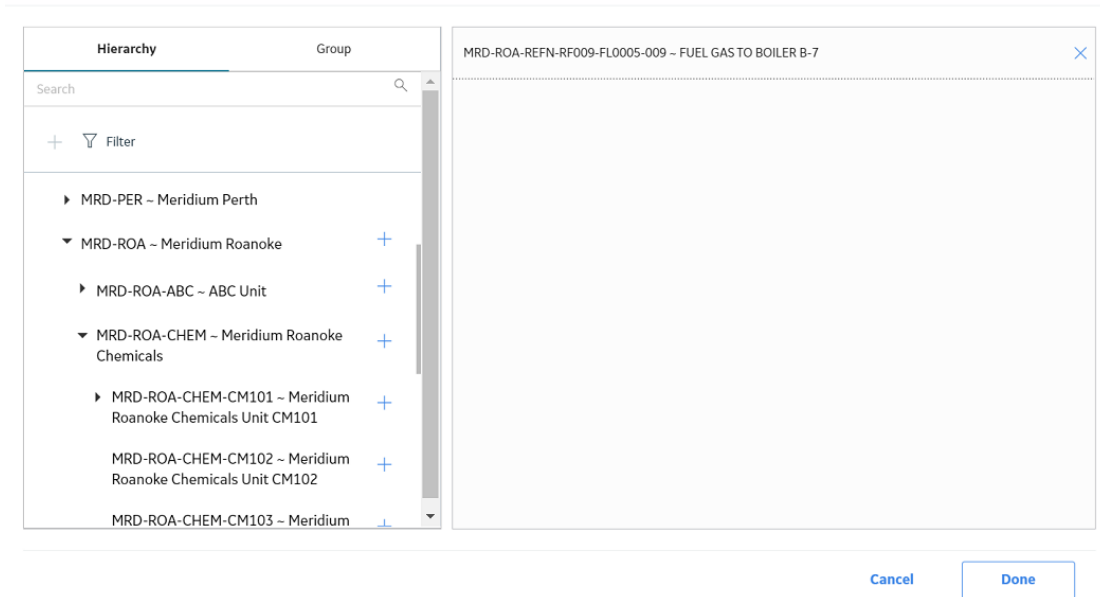 Hierarchy
Group
Search
Filter
MRD-PER ~ Meridium Perth
MRD-ROA ~ Meridium Roanoke
MRD-ROA-ABC ~ ABC Unit
MRD-ROA-CHEM ~ Meridium Roanoke
Chemicals
MRD-ROA-CHEM-CM101 ~ Meridium
Roanoke Chemicals Unit CM101
MRD-ROA-CHEM-CM102 ~ Meridium
Roanoke Chemicals Unit CM102
MRD-ROA-CHEM-CM103 ~ Meridium
MRD-ROA-REFN-RF009-FL0005-009 ~ FUEL GAS TO BOILER B-7
Cancel
Done